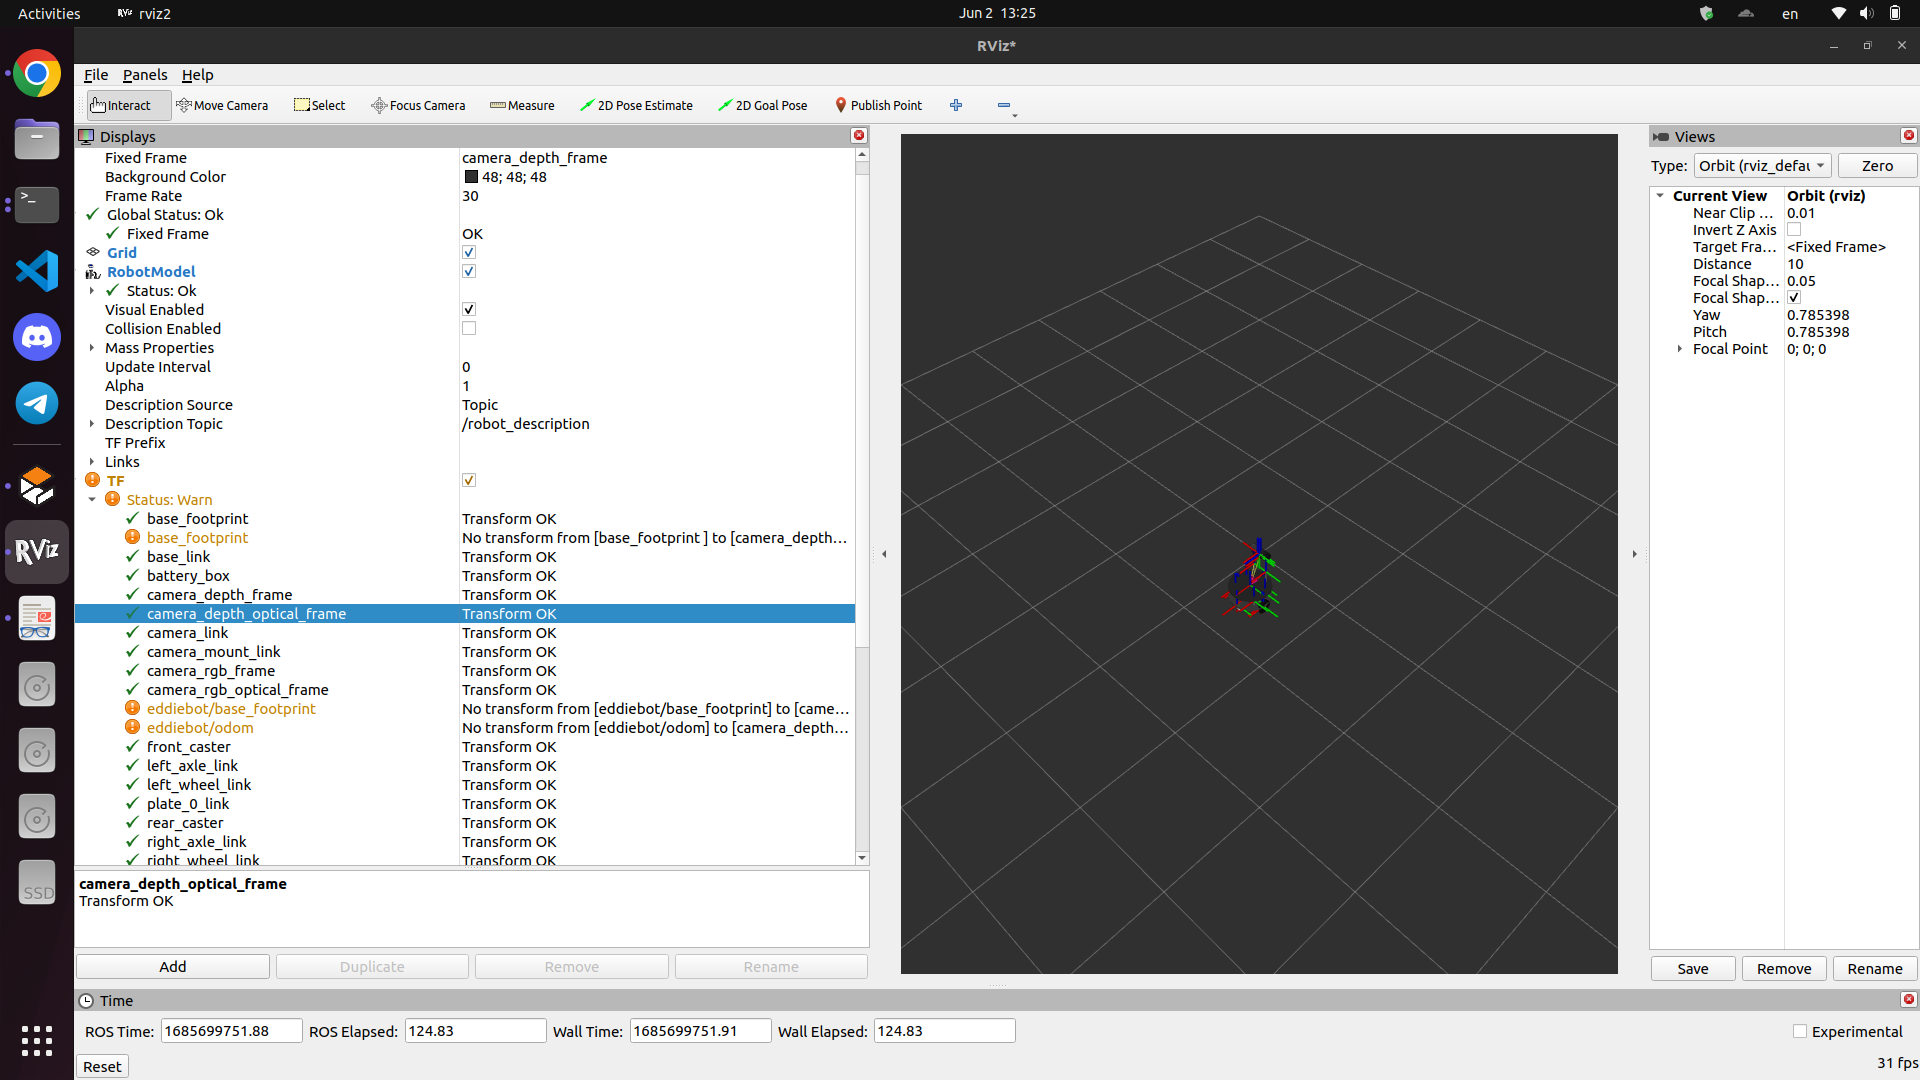 Activities
RViz rviz2
Jun 2 13:25
en
RViz*
File Panels Help
Interact Move Camera Select Focus Camera Measure 2D Pose Estimate 2D Goal Pose Publish Point
Displays
Fixed Frame camera_depth_frame
Background Color 48; 48; 48
Frame Rate 30
Global Status: Ok
Fixed Frame OK
Grid
RobotModel
Status: Ok
Visual Enabled
Collision Enabled
Mass Properties
Update Interval 0
Alpha 1
Description Source Topic
Description Topic /robot_description
TF Prefix
Links
TF
Status: Warn
base_footprint Transform OK
base_footprint No transform from [base_footprint ] to [camera_depth…
base_link Transform OK
battery_box Transform OK
camera_depth_frame Transform OK
camera_depth_optical_frame Transform OK
camera_link Transform OK
camera_mount_link Transform OK
camera_rgb_frame Transform OK
camera_rgb_optical_frame Transform OK
eddiebot/base_footprint No transform from [eddiebot/base_footprint] to [came…
eddiebot/odom No transform from [eddiebot/odom] to [camera_depth…
front_caster Transform OK
left_axle_link Transform OK
left_wheel_link Transform OK
plate_0_link Transform OK
rear_caster Transform OK
right_axle_link Transform OK
right_wheel_link Transform OK
camera_depth_optical_frame
Transform OK
Add Duplicate Remove Rename
Views
Type: Orbit (rviz_defau Zero
Current View Orbit (rviz)
Near Clip … 0.01
Invert Z Axis
Target Fra… <Fixed Frame>
Distance 10
Focal Shap… 0.05
Focal Shap…
Yaw 0.785398
Pitch 0.785398
Focal Point 0; 0; 0
Save Remove Rename
Time
ROS Time: 1685699751.88 ROS Elapsed: 124.83 Wall Time: 1685699751.91 Wall Elapsed: 124.83 Experimental
Reset 31 fps
RViz
SSD